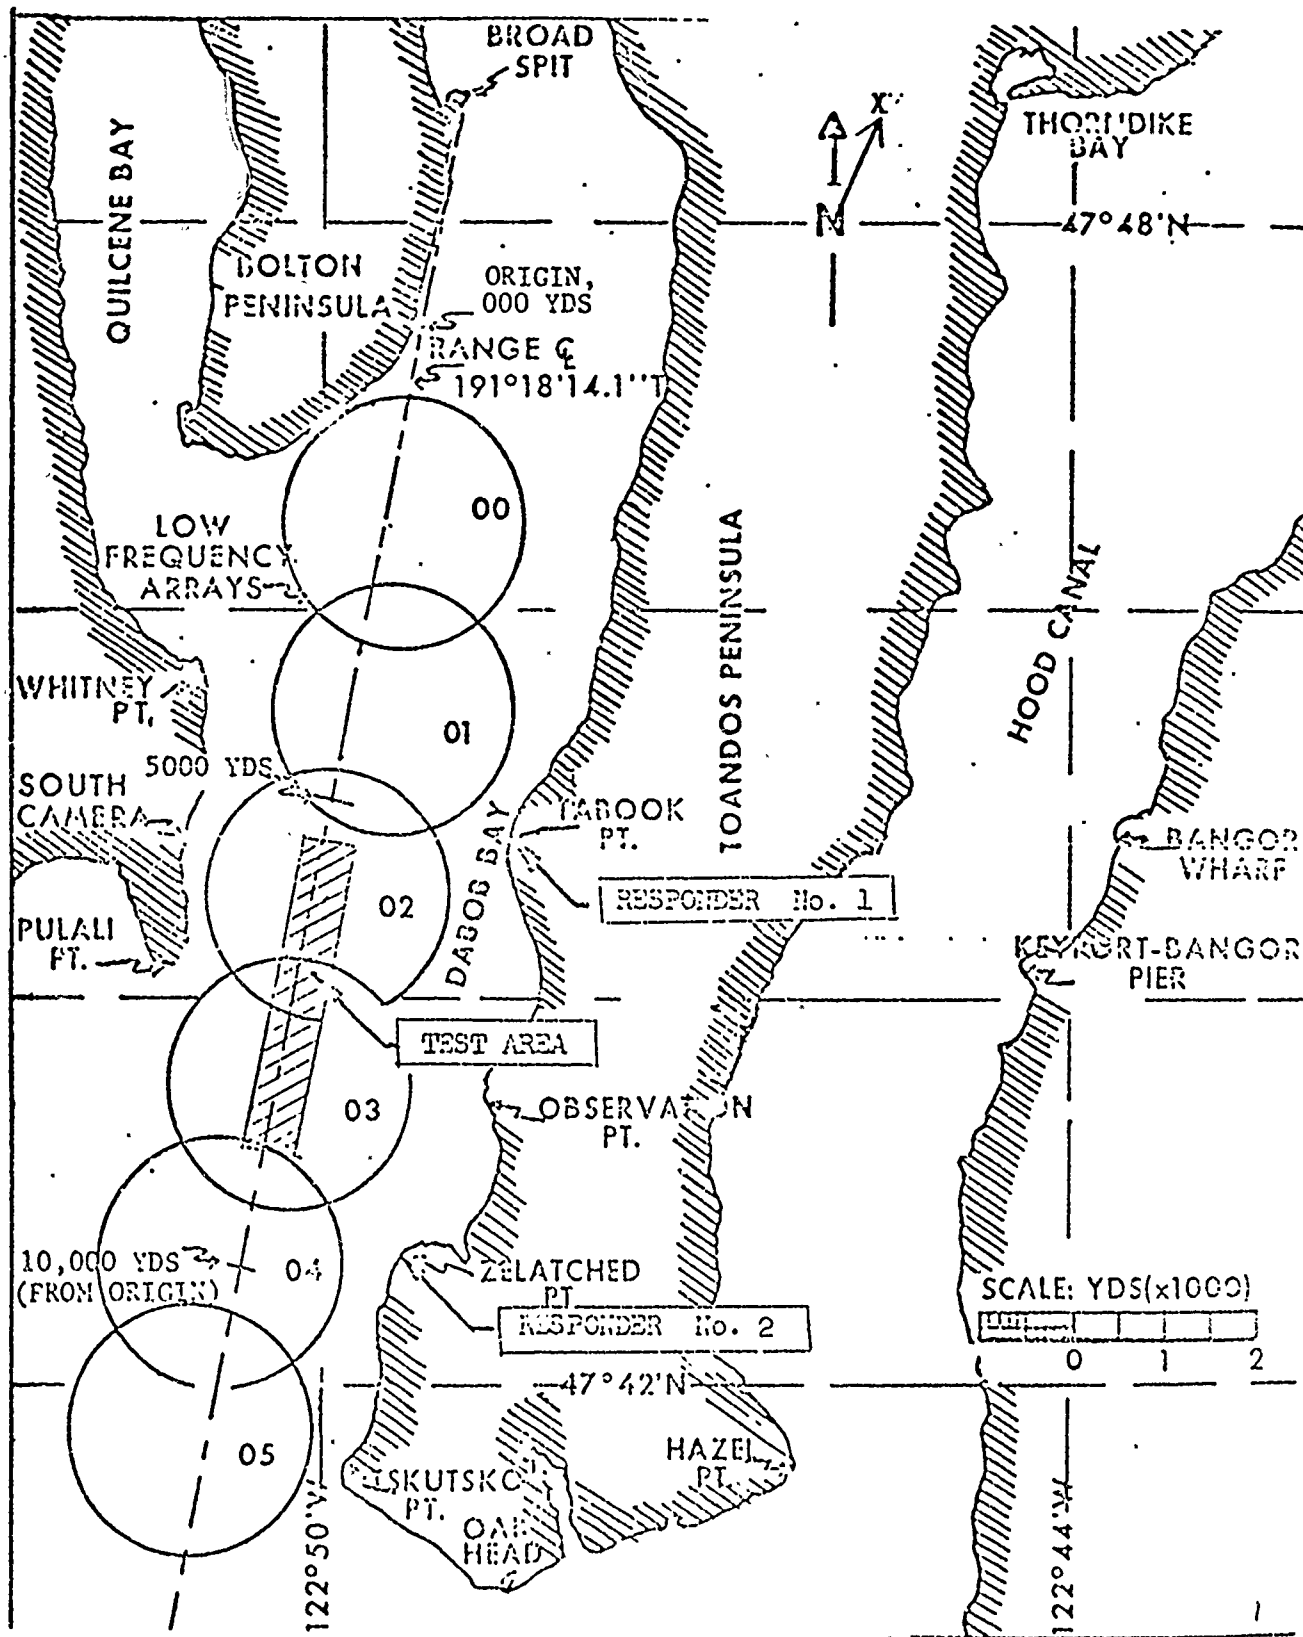 BROAD
SPIT
X'
THORNDIKE
BAY
N
47°48'N
QUILCENE BAY
BOLTON
PENINSULA
ORIGIN,
000 YDS
RANGE ℄
191°18'14.1"T
00
LOW
FREQUENCY
ARRAYS
TOANDOS PENINSULA
HOOD CANAL
WHITNEY
PT.
01
5000 YDS
SOUTH
CAMERA
DABOB BAY
TABOOK
PT.
BANGOR
WHARF
RESPONDER No. 1
02
PULALI
PT.
KEYPORT-BANGOR
PIER
TEST AREA
03
OBSERVATION
PT.
10,000 YDS
(FROM ORIGIN)
04
ZELATCHED
PT
RESPONDER No. 2
SCALE: YDS(x1000)
0 1 2
47°42'N
05
TSKUTSKO
PT.
HAZEL
PT.
OAK
HEAD
122°50'W
122°44'W